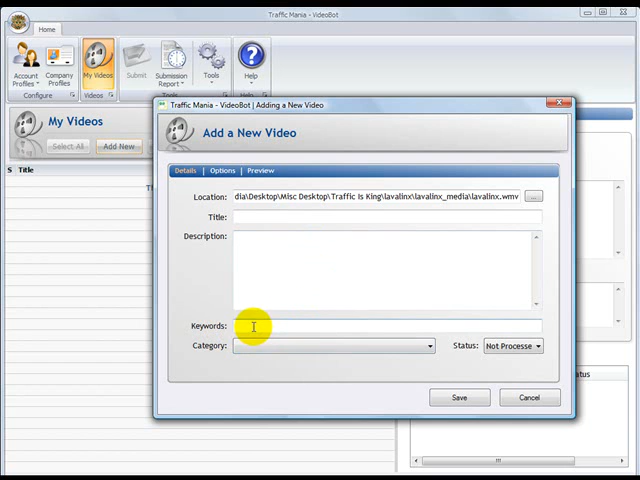 Traffic Mania - VideoBot
Home
Account Profiles
Company Profiles
My Videos
Submit
Submission Report
Tools
Help
Configure
Videos
Tools
My Videos
Select All
Add New
S Title
Traffic Mania - VideoBot | Adding a New Video
Add a New Video
Details | Options | Preview
Location: dia\Desktop\Misc Desktop\Traffic Is King\lavalinx\lavalinx_media\lavalinx.wmv ...
Title:
Description:
Keywords:
Category:
Status: Not Processe
Save
Cancel